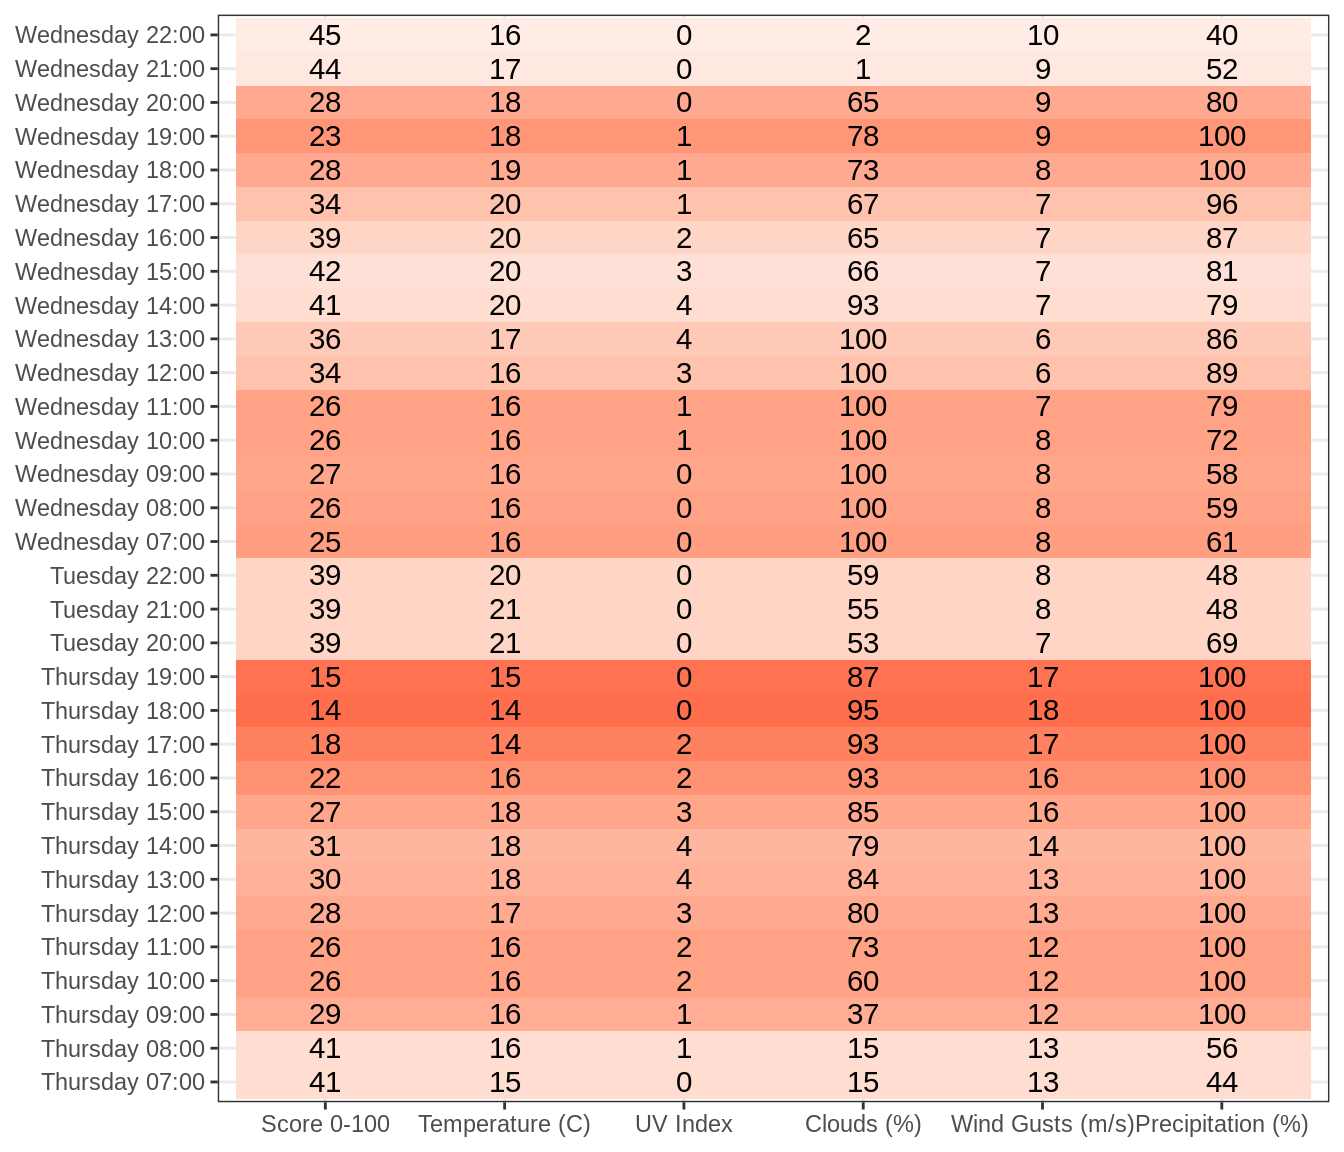 Wednesday 22:00 45 16 0 2 10 40
Wednesday 21:00 44 17 0 1 9 52
Wednesday 20:00 28 18 0 65 9 80
Wednesday 19:00 23 18 1 78 9 100
Wednesday 18:00 28 19 1 73 8 100
Wednesday 17:00 34 20 1 67 7 96
Wednesday 16:00 39 20 2 65 7 87
Wednesday 15:00 42 20 3 66 7 81
Wednesday 14:00 41 20 4 93 7 79
Wednesday 13:00 36 17 4 100 6 86
Wednesday 12:00 34 16 3 100 6 89
Wednesday 11:00 26 16 1 100 7 79
Wednesday 10:00 26 16 1 100 8 72
Wednesday 09:00 27 16 0 100 8 58
Wednesday 08:00 26 16 0 100 8 59
Wednesday 07:00 25 16 0 100 8 61
Tuesday 22:00 39 20 0 59 8 48
Tuesday 21:00 39 21 0 55 8 48
Tuesday 20:00 39 21 0 53 7 69
Thursday 19:00 15 15 0 87 17 100
Thursday 18:00 14 14 0 95 18 100
Thursday 17:00 18 14 2 93 17 100
Thursday 16:00 22 16 2 93 16 100
Thursday 15:00 27 18 3 85 16 100
Thursday 14:00 31 18 4 79 14 100
Thursday 13:00 30 18 4 84 13 100
Thursday 12:00 28 17 3 80 13 100
Thursday 11:00 26 16 2 73 12 100
Thursday 10:00 26 16 2 60 12 100
Thursday 09:00 29 16 1 37 12 100
Thursday 08:00 41 16 1 15 13 56
Thursday 07:00 41 15 0 15 13 44
Score 0-100 Temperature (C) UV Index Clouds (%) Wind Gusts (m/s) Precipitation (%)